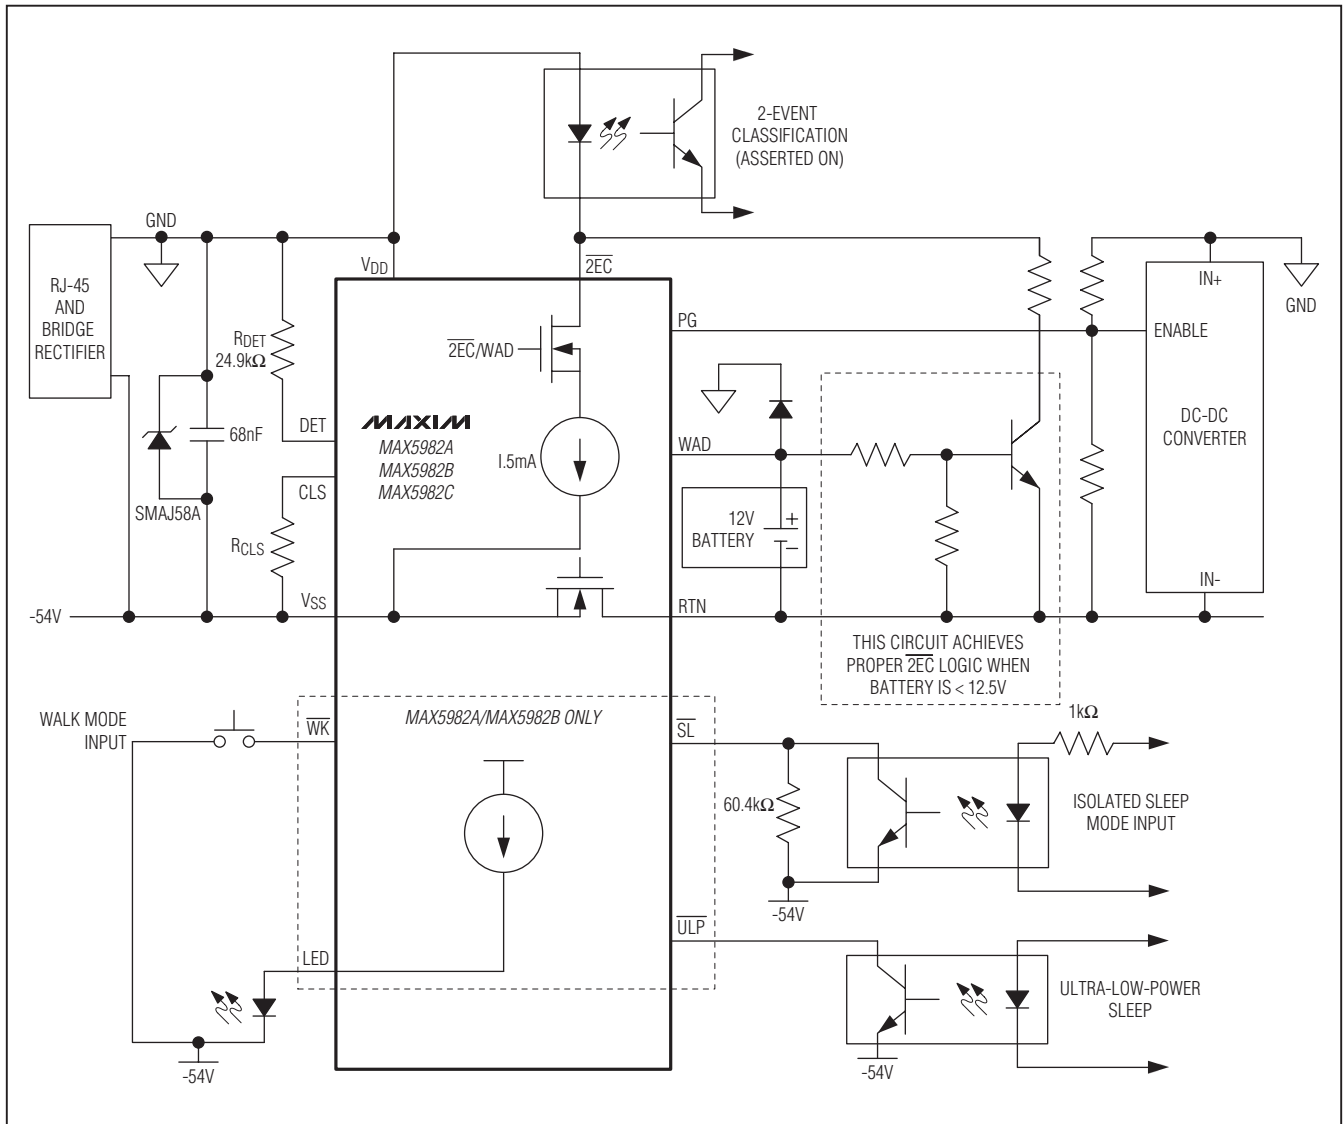 2-EVENT
CLASSIFICATION
(ASSERTED ON)
GND
VDD
2EC
RJ-45
AND
BRIDGE
RECTIFIER
RDET
24.9kΩ
2EC/WAD
PG
IN+
GND
ENABLE
DC-DC
CONVERTER
IN-
68nF
SMAJ58A
DET
MAXIM
MAX5982A
MAX5982B
MAX5982C
CLS
RCLS
1.5mA
WAD
12V
BATTERY
+
−
-54V
VSS
RTN
THIS CIRCUIT ACHIEVES
PROPER 2EC LOGIC WHEN
BATTERY IS < 12.5V
WALK MODE
INPUT
WK
MAX5982A/MAX5982B ONLY
SL
1kΩ
60.4kΩ
ISOLATED SLEEP
MODE INPUT
-54V
ULP
LED
ULTRA-LOW-POWER
SLEEP
-54V
-54V